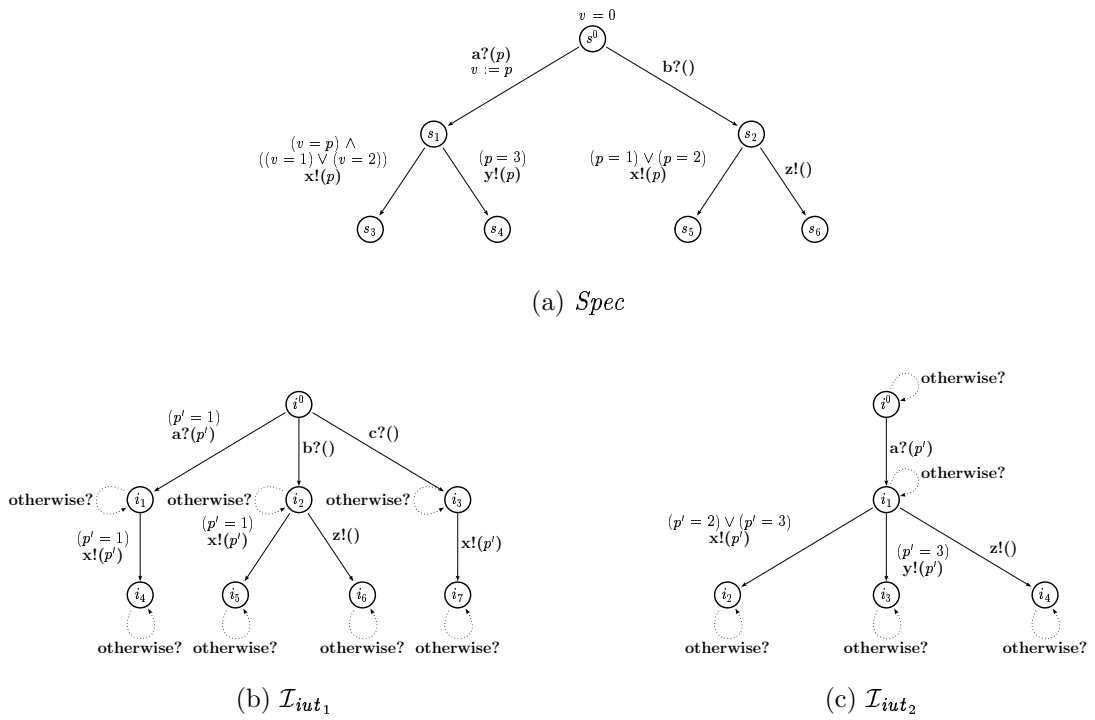 v = 0
s⁰
a?(p)
v := p
b?()
s₁
s₂
(v = p) ∧
((v = 1) ∨ (v = 2))
x!(p)
(p = 3)
y!(p)
(p = 1) ∨ (p = 2)
x!(p)
z!()
s₃
s₄
s₅
s₆
(a) Spec
i⁰
(p′ = 1)
a?(p′)
b?()
c?()
otherwise?
i₁
otherwise?
i₂
otherwise?
i₃
(p′ = 1)
x!(p′)
(p′ = 1)
x!(p′)
z!()
x!(p′)
i₄
i₅
i₆
i₇
otherwise?
otherwise?
otherwise?
otherwise?
(b) 𝓘iut₁
otherwise?
i⁰
a?(p′)
otherwise?
i₁
(p′ = 2) ∨ (p′ = 3)
x!(p′)
(p′ = 3)
y!(p′)
z!()
i₂
i₃
i₄
otherwise?
otherwise?
otherwise?
(c) 𝓘iut₂